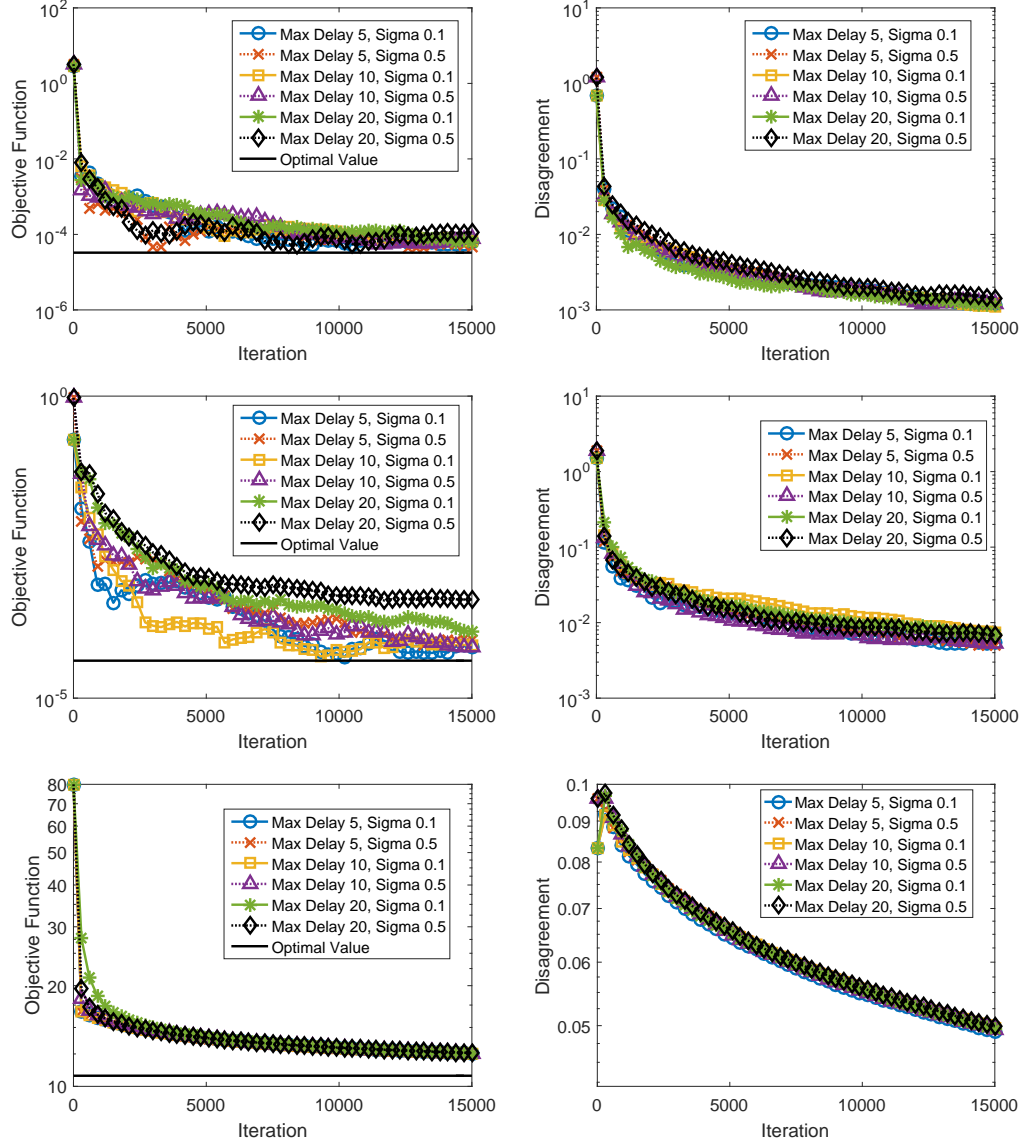 10^2
10^0
10^-2
10^-4
10^-6
Objective Function
0
5000
10000
15000
Iteration
Max Delay 5, Sigma 0.1
Max Delay 5, Sigma 0.5
Max Delay 10, Sigma 0.1
Max Delay 10, Sigma 0.5
Max Delay 20, Sigma 0.1
Max Delay 20, Sigma 0.5
Optimal Value
10^1
10^0
10^-1
10^-2
10^-3
Disagreement
0
5000
10000
15000
Iteration
Max Delay 5, Sigma 0.1
Max Delay 5, Sigma 0.5
Max Delay 10, Sigma 0.1
Max Delay 10, Sigma 0.5
Max Delay 20, Sigma 0.1
Max Delay 20, Sigma 0.5
10^0
10^-5
Objective Function
0
5000
10000
15000
Iteration
Max Delay 5, Sigma 0.1
Max Delay 5, Sigma 0.5
Max Delay 10, Sigma 0.1
Max Delay 10, Sigma 0.5
Max Delay 20, Sigma 0.1
Max Delay 20, Sigma 0.5
Optimal Value
10^1
10^0
10^-1
10^-2
10^-3
Disagreement
0
5000
10000
15000
Iteration
Max Delay 5, Sigma 0.1
Max Delay 5, Sigma 0.5
Max Delay 10, Sigma 0.1
Max Delay 10, Sigma 0.5
Max Delay 20, Sigma 0.1
Max Delay 20, Sigma 0.5
80
70
60
50
40
30
20
10
Objective Function
0
5000
10000
15000
Iteration
Max Delay 5, Sigma 0.1
Max Delay 5, Sigma 0.5
Max Delay 10, Sigma 0.1
Max Delay 10, Sigma 0.5
Max Delay 20, Sigma 0.1
Max Delay 20, Sigma 0.5
Optimal Value
0.1
0.09
0.08
0.07
0.06
0.05
Disagreement
0
5000
10000
15000
Iteration
Max Delay 5, Sigma 0.1
Max Delay 5, Sigma 0.5
Max Delay 10, Sigma 0.1
Max Delay 10, Sigma 0.5
Max Delay 20, Sigma 0.1
Max Delay 20, Sigma 0.5